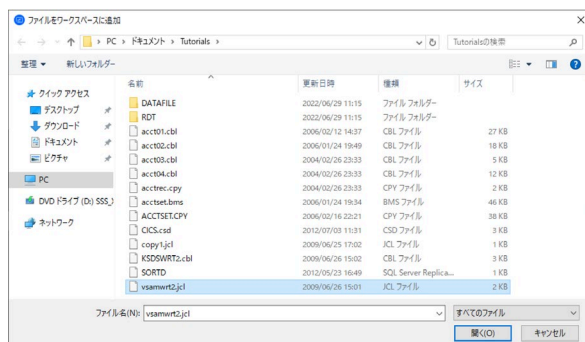 ファイルをワークスペースに追加
PC › ドキュメント › Tutorials › Tutorialsの検索
整理 新しいフォルダー
名前 更新日時 種類 サイズ
クイック アクセス
デスクトップ
ダウンロード
ドキュメント
ピクチャ
PC
DVD ドライブ (D:) SSS_
ネットワーク
DATAFILE 2022/06/29 11:15 ファイル フォルダー
RDT 2022/06/29 11:15 ファイル フォルダー
acct01.cbl 2006/02/12 14:37 CBL ファイル 27 KB
acct02.cbl 2006/01/24 19:49 CBL ファイル 18 KB
acct03.cbl 2004/02/26 23:33 CBL ファイル 5 KB
acct04.cbl 2004/02/26 23:33 CBL ファイル 12 KB
acctrec.cpy 2004/02/26 23:33 CPY ファイル 2 KB
acctset.bms 2006/01/24 19:34 BMS ファイル 46 KB
ACCTSET.CPY 2006/02/16 22:21 CPY ファイル 38 KB
CICS.csd 2012/07/03 11:31 CSD ファイル 3 KB
copy1.jcl 2009/06/25 17:02 JCL ファイル 1 KB
KSDSWRT2.cbl 2009/06/26 15:02 CBL ファイル 3 KB
SORTD 2012/05/23 16:49 SQL Server Replica... 1 KB
vsamwrt2.jcl 2009/06/26 15:01 JCL ファイル 2 KB
ファイル名(N): vsamwrt2.jcl すべてのファイル
開く(O) キャンセル